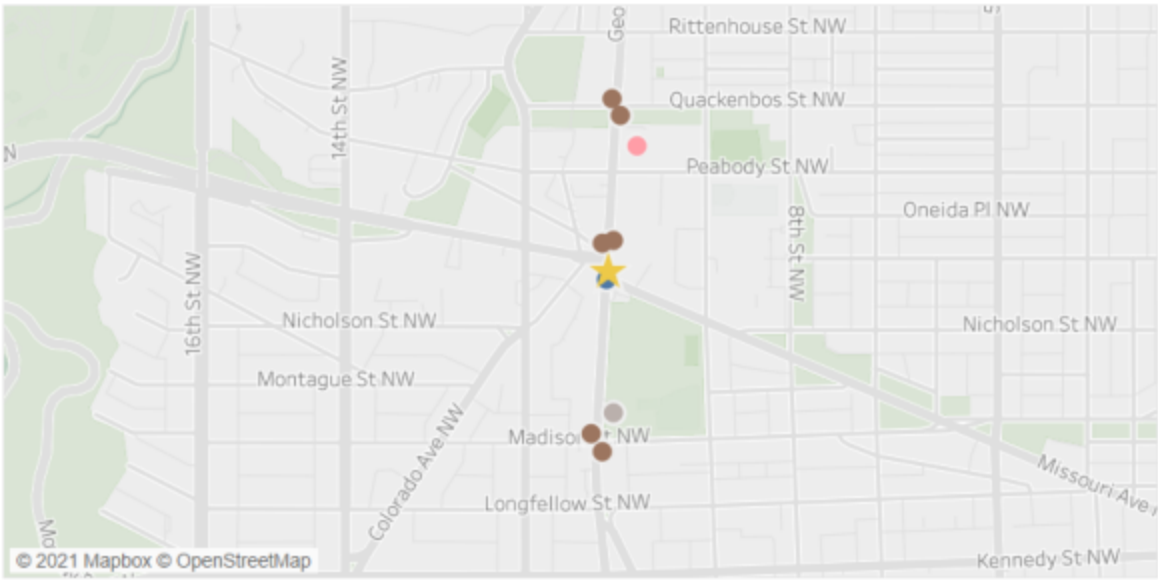 Geo
Rittenhouse St NW
14th St NW
Quackenbos St NW
N
Peabody St NW
8th St NW
Oneida Pl NW
16th St NW
Nicholson St NW
Nicholson St NW
Montague St NW
Colorado Ave NW
NW
Missouri Ave
Longfellow St NW
© 2021 Mapbox © OpenStreetMap
Kennedy St NW